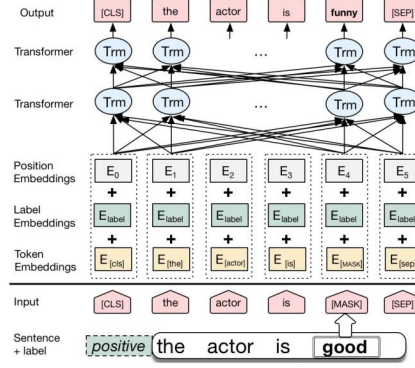 Output [CLS] the actor is funny [SEP]
Transformer Trm Trm ... Trm Trm
Transformer Trm Trm ... Trm Trm
Position Embeddings E0 E1 E2 E3 E4 E5
+ + + + + +
Label Embeddings Elabel Elabel Elabel Elabel Elabel Elabel
+ + + + + +
Token Embeddings E[cls] E[the] E[actor] E[is] E[MASK] E[sep]
Input [CLS] the actor is [MASK] [SEP]
Sentence + label positive the actor is good